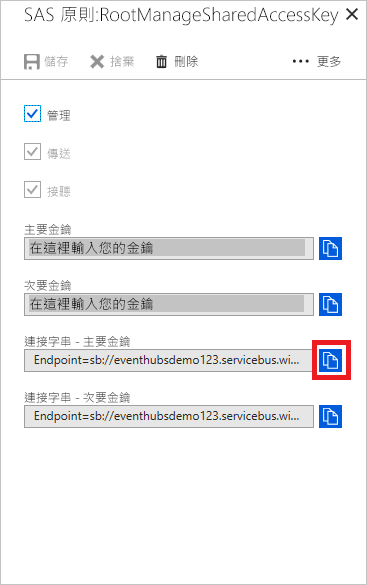 SAS 原則:RootManageSharedAccessKey
儲存 捨棄 刪除 ••• 更多
管理
傳送
接聽
主要金鑰
在這裡輸入您的金鑰
次要金鑰
在這裡輸入您的金鑰
連接字串 - 主要金鑰
Endpoint=sb://eventhubsdemo123.servicebus.wi...
連接字串 - 次要金鑰
Endpoint=sb://eventhubsdemo123.servicebus.wi...